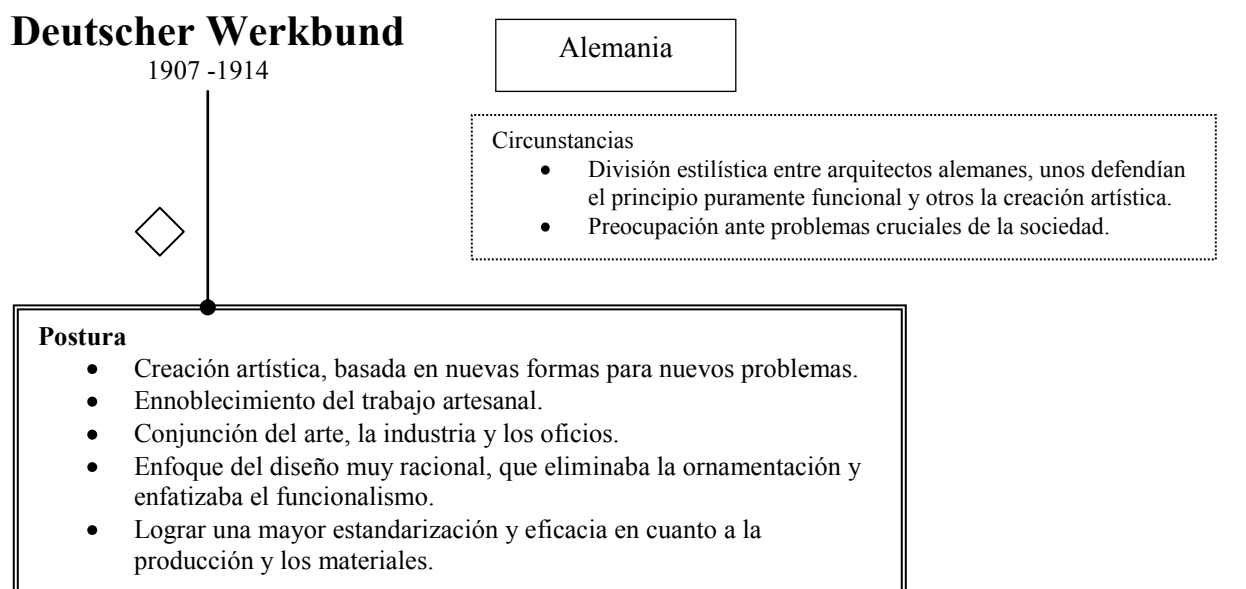 Deutscher Werkbund
1907 -1914
Alemania
Circunstancias
• División estilística entre arquitectos alemanes, unos defendían
el principio puramente funcional y otros la creación artística.
• Preocupación ante problemas cruciales de la sociedad.
Postura
• Creación artística, basada en nuevas formas para nuevos problemas.
• Ennoblecimiento del trabajo artesanal.
• Conjunción del arte, la industria y los oficios.
• Enfoque del diseño muy racional, que eliminaba la ornamentación y
enfatizaba el funcionalismo.
• Lograr una mayor estandarización y eficacia en cuanto a la
producción y los materiales.